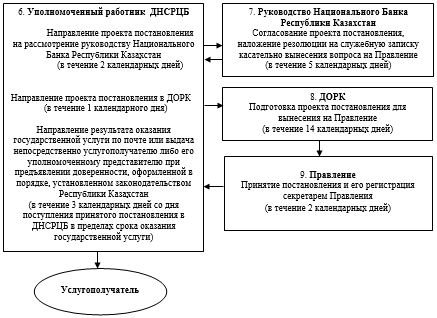 6. Уполномоченный работник ДНСРЦБ
Направление проекта постановления
на рассмотрение руководству Национального
Банка Республики Казахстан
(в течение 2 календарных дней)
Направление проекта постановления в ДОРК
(в течение 1 календарного дня)
Направление результата оказания
государственной услуги по почте или выдача
непосредственно услугополучателю либо его
уполномоченному представителю при
предъявлении доверенности, оформленной в
порядке, установленном законодательством
Республики Казахстан
(в течение 3 календарных дней со дня
поступления принятого постановления в
ДНСРЦБ в пределах срока оказания
государственной услуги)
7. Руководство Национального Банка
Республики Казахстан
Согласование проекта постановления,
наложение резолюции на служебную записку
касательно вынесения вопроса на Правление
(в течение 5 календарных дней)
8. ДОРК
Подготовка проекта постановления для
вынесения на Правление
(в течение 14 календарных дней)
9. Правление
Принятие постановления и его регистрация
секретарем Правления
(в течение 2 календарных дней)
Услугополучатель